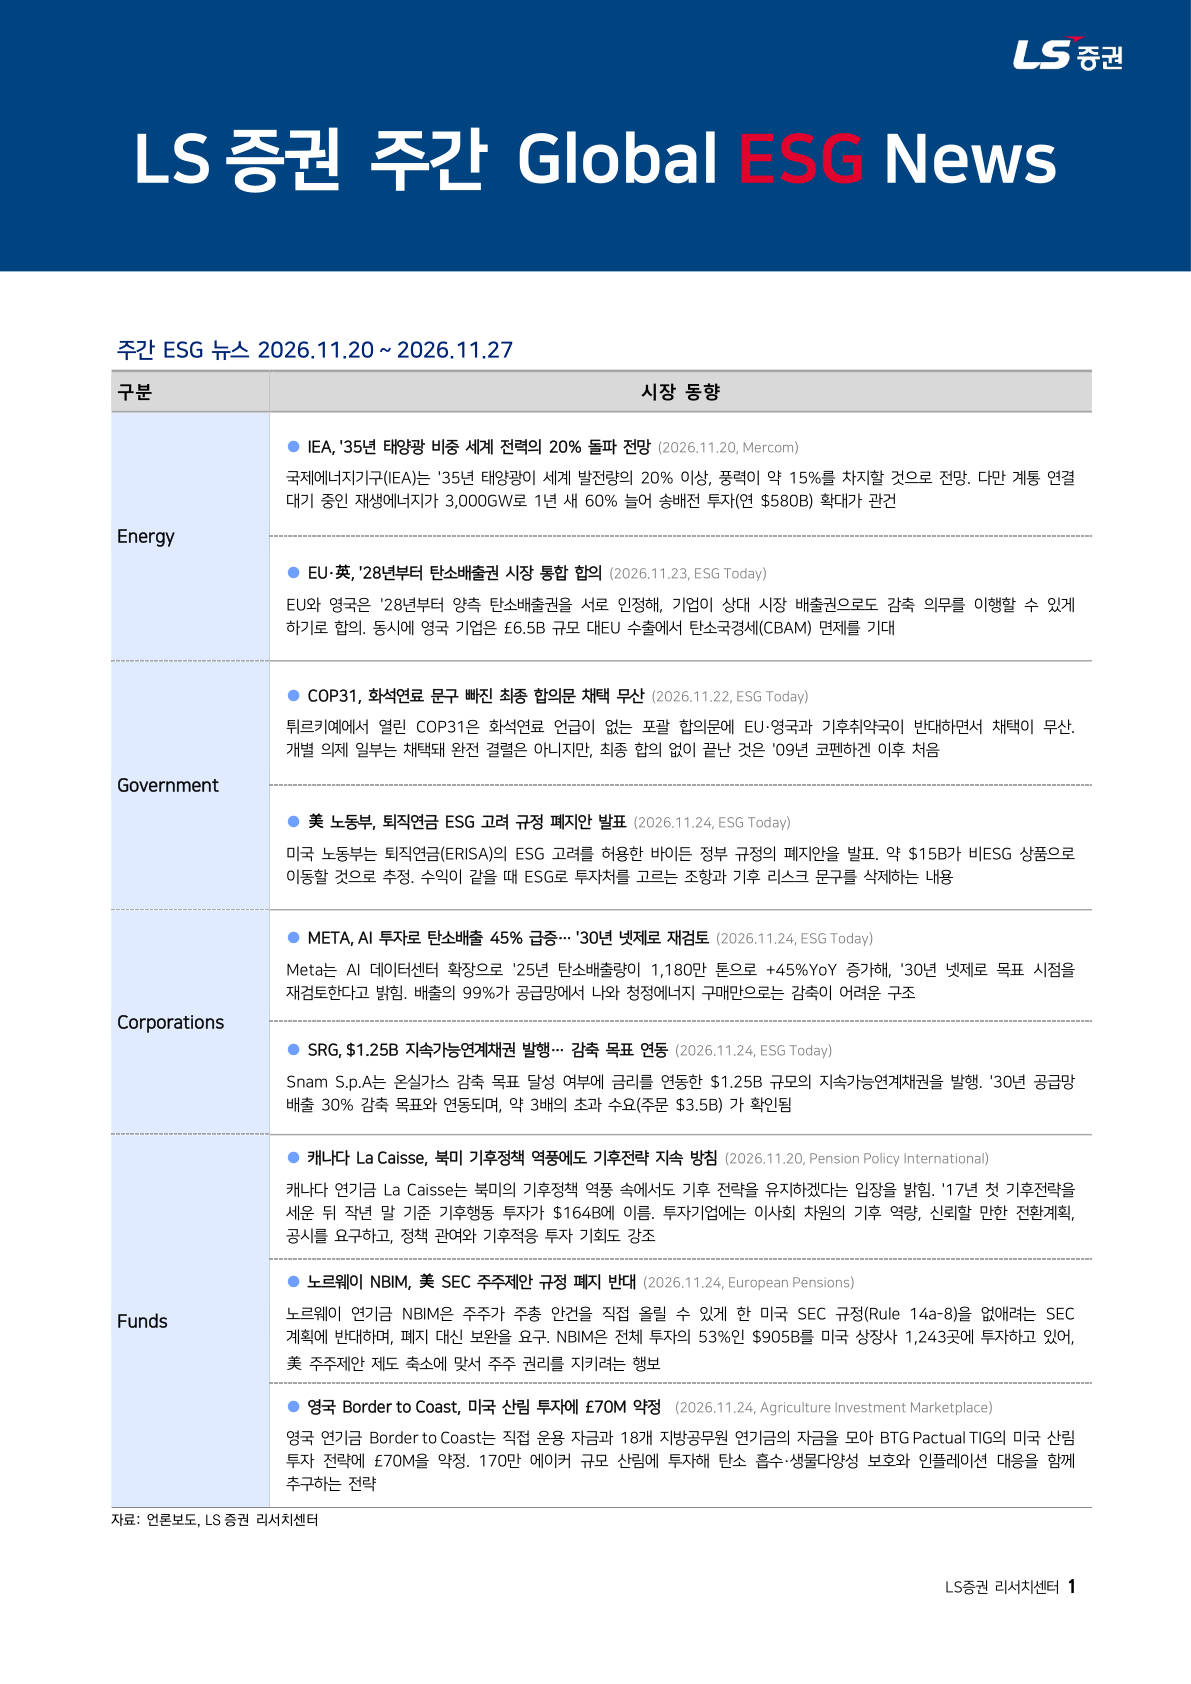 LS증권
LS 증권 주간 Global ESG News
주간 ESG 뉴스 2026.11.20 ~ 2026.11.27
구분 시장 동향
Energy
● IEA, '35년 태양광 비중 세계 전력의 20% 돌파 전망 (2026.11.20, Mercom)
국제에너지기구(IEA)는 '35년 태양광이 세계 발전량의 20% 이상, 풍력이 약 15%를 차지할 것으로 전망. 다만 계통 연결
대기 중인 재생에너지가 3,000GW로 1년 새 60% 늘어 송배전 투자(연 $580B) 확대가 관건
● EU·英, '28년부터 탄소배출권 시장 통합 합의 (2026.11.23, ESG Today)
EU와 영국은 '28년부터 양측 탄소배출권을 서로 인정해, 기업이 상대 시장 배출권으로도 감축 의무를 이행할 수 있게
하기로 합의. 동시에 영국 기업은 £6.5B 규모 대EU 수출에서 탄소국경세(CBAM) 면제를 기대
Government
● COP31, 화석연료 문구 빠진 최종 합의문 채택 무산 (2026.11.22, ESG Today)
튀르키예에서 열린 COP31은 화석연료 언급이 없는 포괄 합의문에 EU·영국과 기후취약국이 반대하면서 채택이 무산.
개별 의제 일부는 채택돼 완전 결렬은 아니지만, 최종 합의 없이 끝난 것은 '09년 코펜하겐 이후 처음
● 美 노동부, 퇴직연금 ESG 고려 규정 폐지안 발표 (2026.11.24, ESG Today)
미국 노동부는 퇴직연금(ERISA)의 ESG 고려를 허용한 바이든 정부 규정의 폐지안을 발표. 약 $15B가 비ESG 상품으로
이동할 것으로 추정. 수익이 같을 때 ESG로 투자처를 고르는 조항과 기후 리스크 문구를 삭제하는 내용
Corporations
● META, AI 투자로 탄소배출 45% 급증… '30년 넷제로 재검토 (2026.11.24, ESG Today)
Meta는 AI 데이터센터 확장으로 '25년 탄소배출량이 1,180만 톤으로 +45%YoY 증가해, '30년 넷제로 목표 시점을
재검토한다고 밝힘. 배출의 99%가 공급망에서 나와 청정에너지 구매만으로는 감축이 어려운 구조
● SRG, $1.25B 지속가능연계채권 발행… 감축 목표 연동 (2026.11.24, ESG Today)
Snam S.p.A는 온실가스 감축 목표 달성 여부에 금리를 연동한 $1.25B 규모의 지속가능연계채권을 발행. '30년 공급망
배출 30% 감축 목표와 연동되며, 약 3배의 초과 수요(주문 $3.5B) 가 확인됨
Funds
● 캐나다 La Caisse, 북미 기후정책 역풍에도 기후전략 지속 방침 (2026.11.20, Pension Policy International)
캐나다 연기금 La Caisse는 북미의 기후정책 역풍 속에서도 기후 전략을 유지하겠다는 입장을 밝힘. '17년 첫 기후전략을
세운 뒤 작년 말 기준 기후행동 투자가 $164B에 이름. 투자기업에는 이사회 차원의 기후 역량, 신뢰할 만한 전환계획,
공시를 요구하고, 정책 관여와 기후적응 투자 기회도 강조
● 노르웨이 NBIM, 美 SEC 주주제안 규정 폐지 반대 (2026.11.24, European Pensions)
노르웨이 연기금 NBIM은 주주가 주총 안건을 직접 올릴 수 있게 한 미국 SEC 규정(Rule 14a-8)을 없애려는 SEC
계획에 반대하며, 폐지 대신 보완을 요구. NBIM은 전체 투자의 53%인 $905B를 미국 상장사 1,243곳에 투자하고 있어,
美 주주제안 제도 축소에 맞서 주주 권리를 지키려는 행보
● 영국 Border to Coast, 미국 산림 투자에 £70M 약정 (2026.11.24, Agriculture Investment Marketplace)
영국 연기금 Border to Coast는 직접 운용 자금과 18개 지방공무원 연기금의 자금을 모아 BTG Pactual TIG의 미국 산림
투자 전략에 £70M을 약정. 170만 에이커 규모 산림에 투자해 탄소 흡수·생물다양성 보호와 인플레이션 대응을 함께
추구하는 전략
자료: 언론보도, LS 증권 리서치센터
LS증권 리서치센터 1